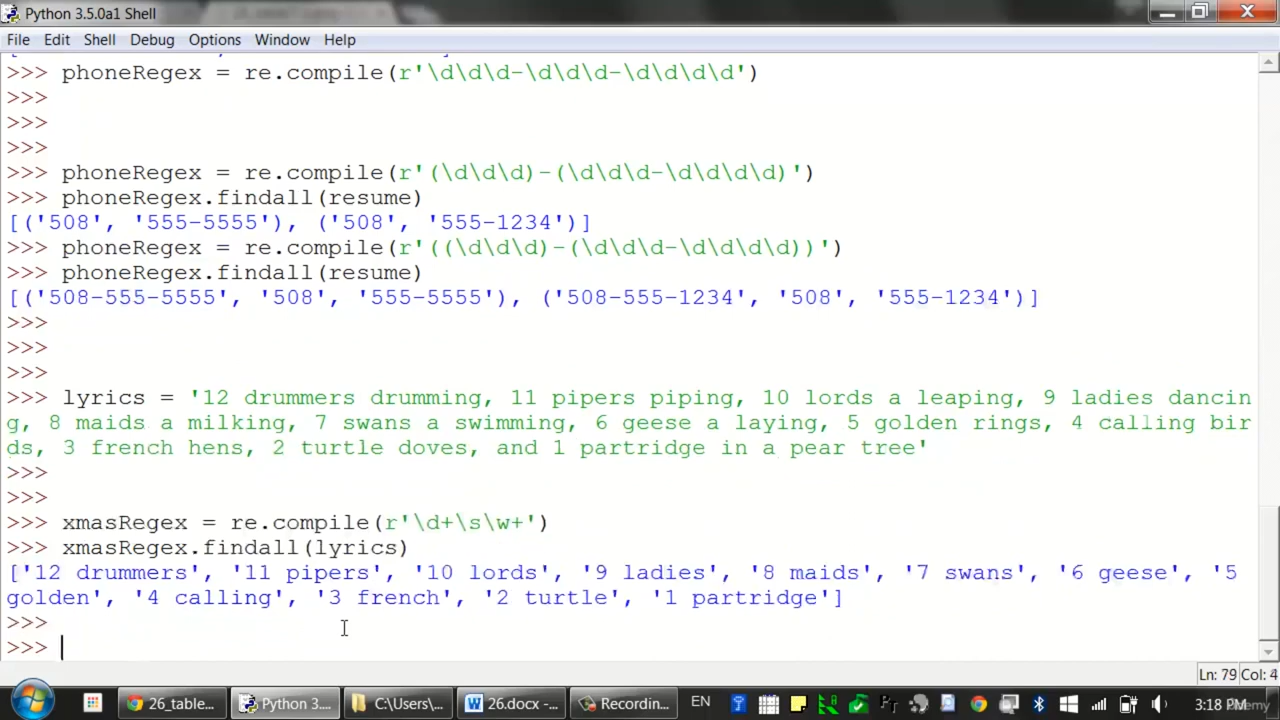 Python 3.5.0a1 Shell
File Edit Shell Debug Options Window Help
>>> phoneRegex = re.compile(r'\d\d\d-\d\d\d-\d\d\d\d')
>>>
>>>
>>>
>>> phoneRegex = re.compile(r'(\d\d\d)-(\d\d\d-\d\d\d\d)')
>>> phoneRegex.findall(resume)
[('508', '555-5555'), ('508', '555-1234')]
>>> phoneRegex = re.compile(r'((\d\d\d)-(\d\d\d-\d\d\d\d))')
>>> phoneRegex.findall(resume)
[('508-555-5555', '508', '555-5555'), ('508-555-1234', '508', '555-1234')]
>>>
>>>
>>>
>>> lyrics = '12 drummers drumming, 11 pipers piping, 10 lords a leaping, 9 ladies dancin
g, 8 maids a milking, 7 swans a swimming, 6 geese a laying, 5 golden rings, 4 calling bir
ds, 3 french hens, 2 turtle doves, and 1 partridge in a pear tree'
>>>
>>>
>>> xmasRegex = re.compile(r'\d+\s\w+')
>>> xmasRegex.findall(lyrics)
['12 drummers', '11 pipers', '10 lords', '9 ladies', '8 maids', '7 swans', '6 geese', '5
golden', '4 calling', '3 french', '2 turtle', '1 partridge']
>>>
>>>
Ln: 79 Col: 4
26_table... Python 3.... C:\Users\... 26.docx -... Recordin... EN 3:18 PM